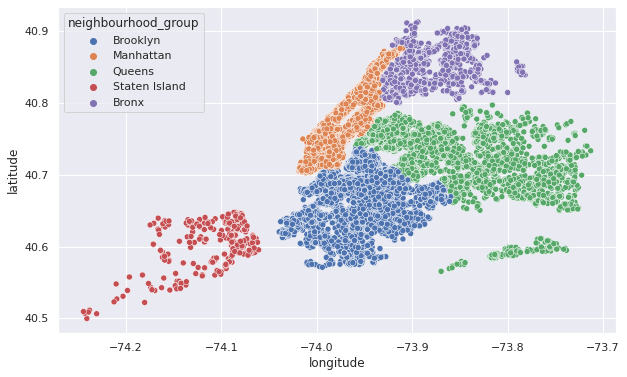 neighbourhood_group
Brooklyn
Manhattan
Queens
Staten Island
Bronx
latitude
40.9
40.8
40.7
40.6
40.5
−74.2
−74.1
−74.0
−73.9
−73.8
−73.7
longitude